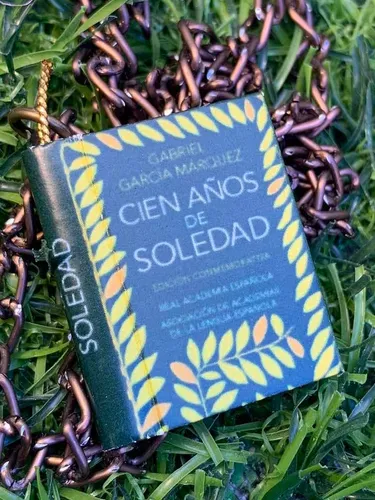 GABRIEL
GARCÍA MÁRQUEZ
CIEN AÑOS
DE
SOLEDAD
EDICIÓN CONMEMORATIVA
REAL ACADEMIA ESPAÑOLA
ASOCIACIÓN DE ACADEMIAS
DE LA LENGUA ESPAÑOLA
SOLEDAD